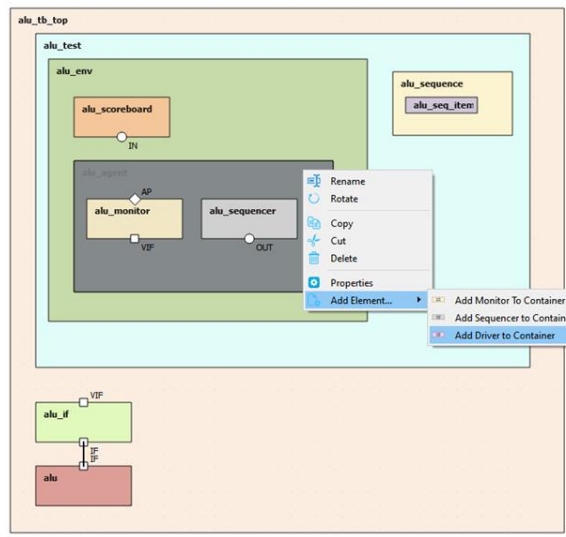 alu_tb_top
alu_test
alu_env
alu_sequence
alu_seq_item
alu_scoreboard
IN
alu_agent
AP
alu_monitor
VIF
alu_sequencer
OUT
Rename
Rotate
Copy
Cut
Delete
Properties
Add Element...
Add Monitor To Container
Add Sequencer to Contain
Add Driver to Container
VIF
alu_if
IF
IF
alu